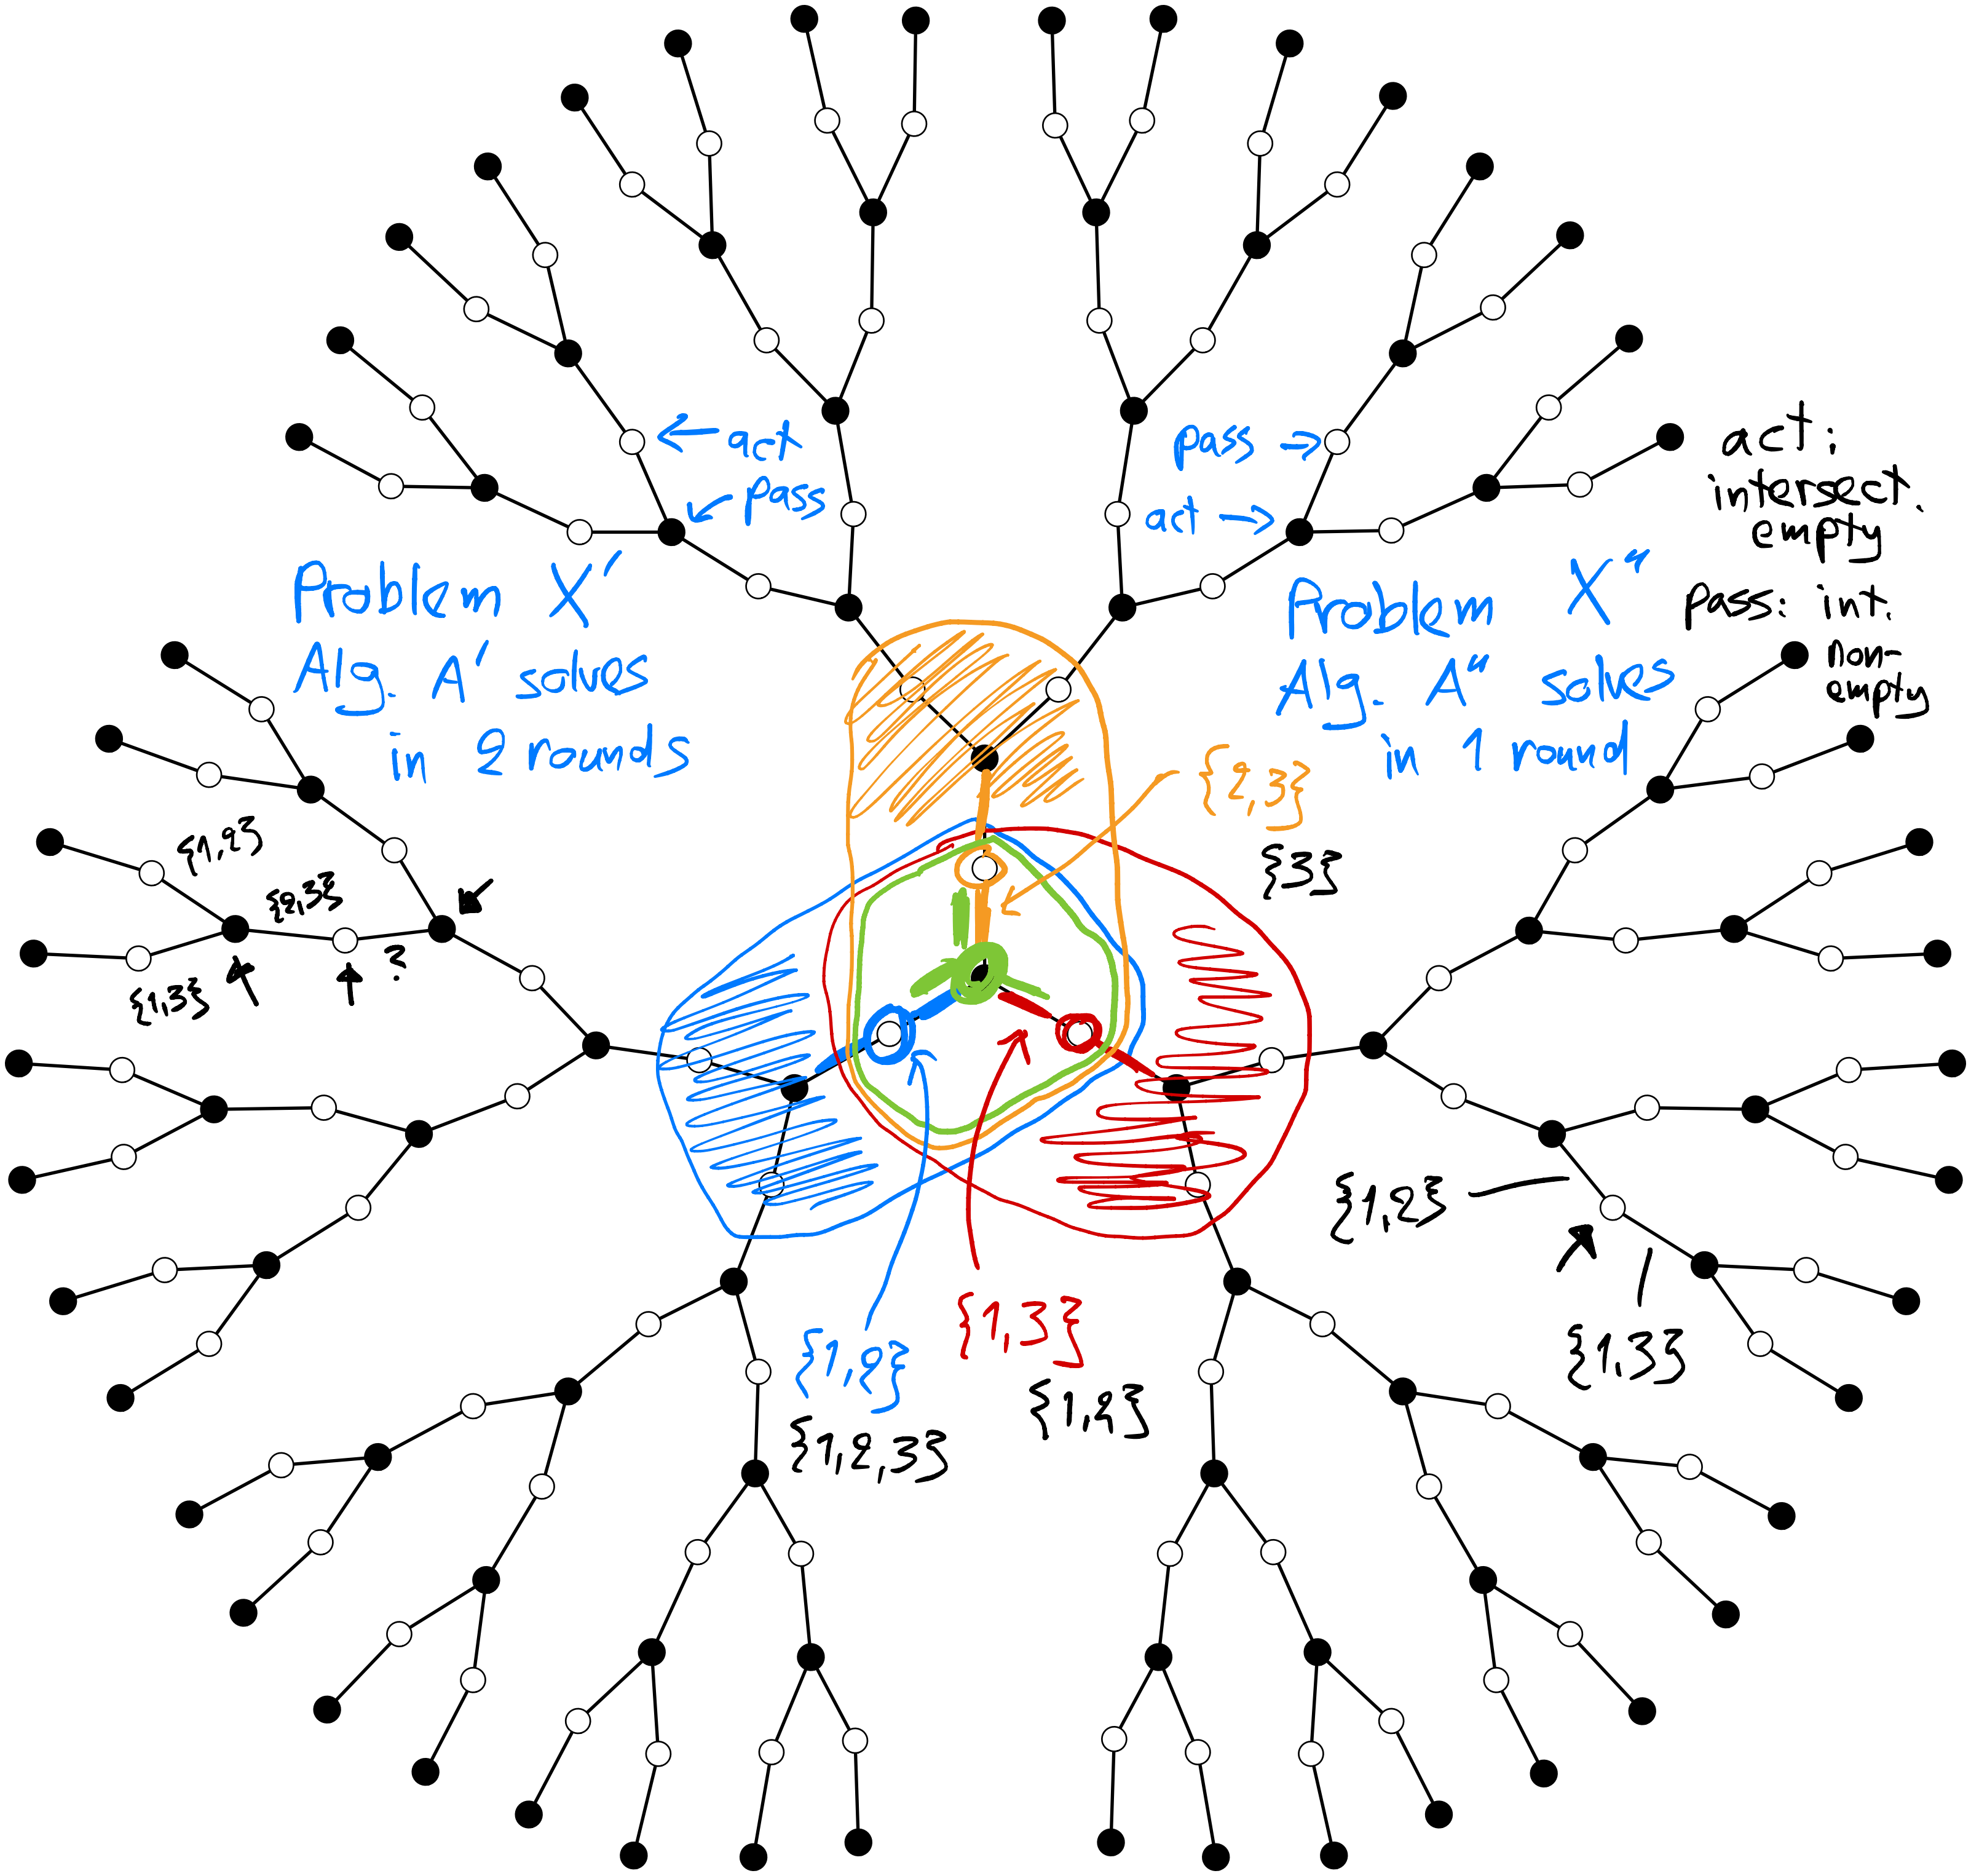 ← act
↙ pass
Problem X′
Alg. A′ solves
in 2 rounds
pass →
act →
Problem X″
Alg. A″ solves
in 1 round
act:
intersect.
empty
pass: int.
non-
empty
{2,3}
{3}
{1,2}
{2,3}
{1,3}
?
{1,2}
{1,3}
{1,2}
{1,2,3}
{1,3}
{1,2}